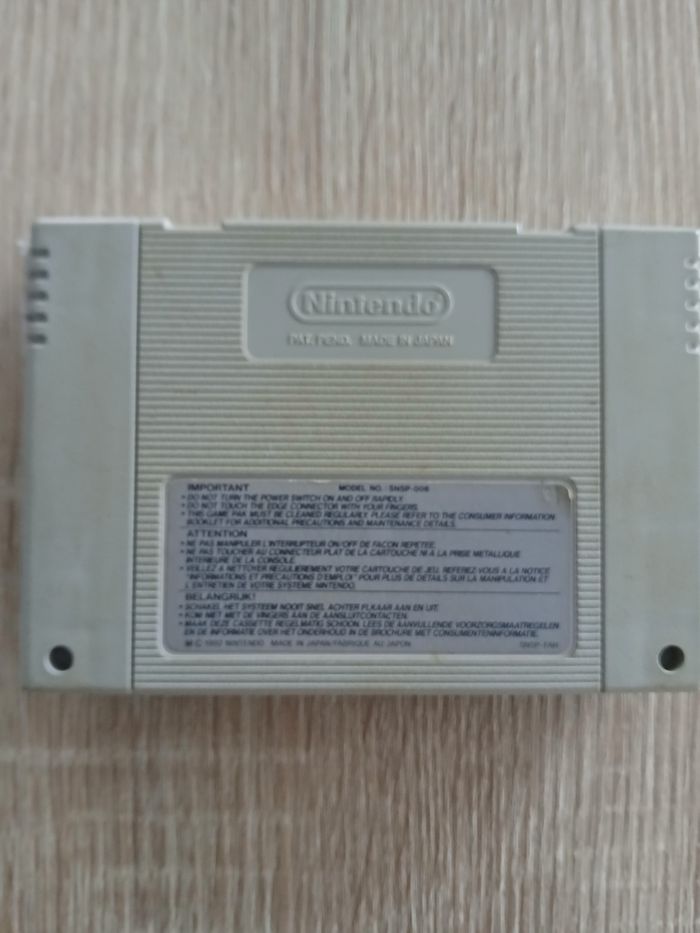 Nintendo®
PAT. PEND. MADE IN JAPAN
IMPORTANT MODEL NO.: SNSP-006
• DO NOT TURN THE POWER SWITCH ON AND OFF RAPIDLY.
• DO NOT TOUCH THE EDGE CONNECTOR WITH YOUR FINGERS.
• THIS GAME PAK MUST BE CLEANED REGULARLY. PLEASE REFER TO THE CONSUMER INFORMATION
BOOKLET FOR ADDITIONAL PRECAUTIONS AND MAINTENANCE DETAILS.
ATTENTION
• NE PAS MANIPULER L'INTERRUPTEUR ON/OFF DE FACON REPETEE.
• NE PAS TOUCHER AU CONNECTEUR PLAT DE LA CARTOUCHE NI A LA PRISE METALLIQUE
INTERIEURE DE LA CONSOLE.
• VEILLEZ A NETTOYER REGULIEREMENT VOTRE CARTOUCHE DE JEU. REFEREZ-VOUS A LA NOTICE
"INFORMATIONS ET PRECAUTIONS D'EMPLOI" POUR PLUS DE DETAILS SUR LA MANIPULATION ET
L'ENTRETIEN DE VOTRE SYSTEME NINTENDO.
BELANGRIJK!
• SCHAKEL HET SYSTEEM NOOIT SNEL ACHTER ELKAAR AAN EN UIT.
• KOM NIET MET DE VINGERS AAN DE AANSLUITCONTACTEN.
• MAAK DEZE CASSETTE REGELMATIG SCHOON. LEES DE AANVULLENDE VOORZORGSMAATREGELEN
EN DE INFORMATIE OVER HET ONDERHOUD IN DE BROCHURE MET CONSUMENTENINFORMATIE.
© 1992 NINTENDO MADE IN JAPAN/FABRIQUE AU JAPON SNSP-FAH